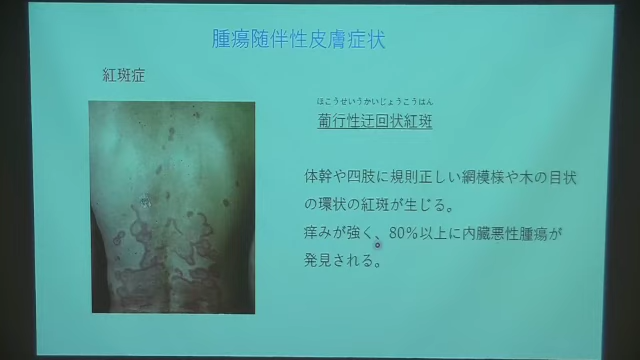 腫瘍随伴性皮膚症状
紅斑症
ほこうせいうかいじょうこうはん
葡行性迂回状紅斑
体幹や四肢に規則正しい網模様や木の目状
の環状の紅斑が生じる。
痒みが強く、80%以上に内臓悪性腫瘍が
発見される。